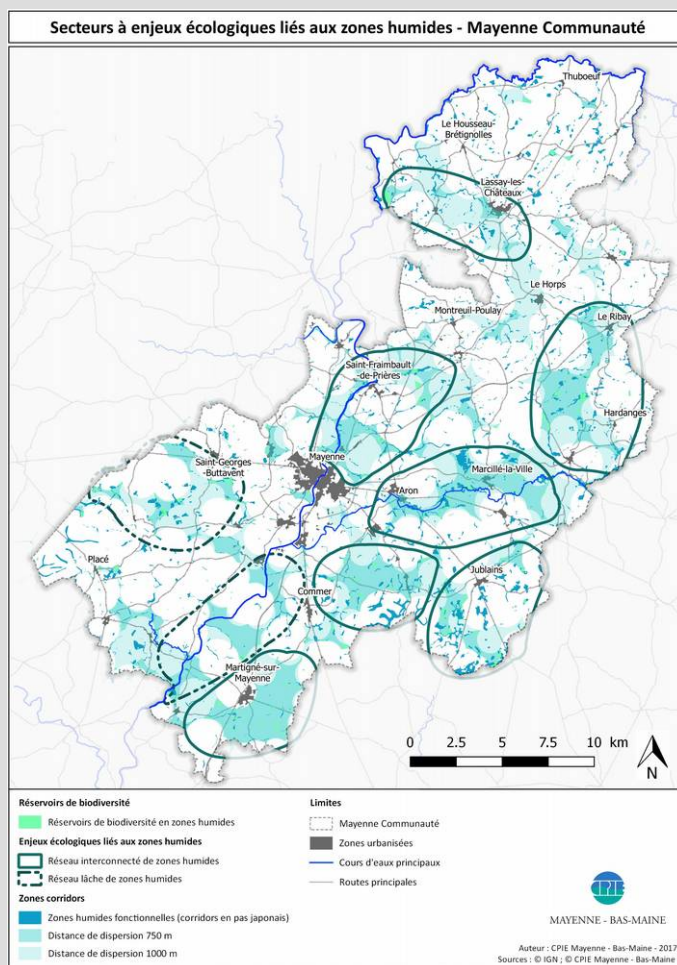 Secteurs à enjeux écologiques liés aux zones humides - Mayenne Communauté
Thuboeuf
Le Housseau-
Brétignolles
Lassay-les-
Châteaux
Le Horps
Montreuil-Poulay
Le Ribay
Saint-Fraimbault
-de-Prières
Hardanges
Mayenne
Saint-Georges
-Buttavent
Marcillé-la-Ville
Aron
Placé
Jublains
Commer
Martigné-sur-
Mayenne
0 2.5 5 7.5 10 km
N
Réservoirs de biodiversité
Réservoirs de biodiversité en zones humides
Enjeux écologiques liés aux zones humides
Réseau interconnecté de zones humides
Réseau lâche de zones humides
Zones corridors
Zones humides fonctionnelles (corridors en pas japonais)
Distance de dispersion 750 m
Distance de dispersion 1000 m
Limites
Mayenne Communauté
Zones urbanisées
Cours d'eaux principaux
Routes principales
CPIE
MAYENNE - BAS-MAINE
Auteur : CPIE Mayenne - Bas-Maine - 2017
Sources : © IGN ; © CPIE Mayenne - Bas-Maine